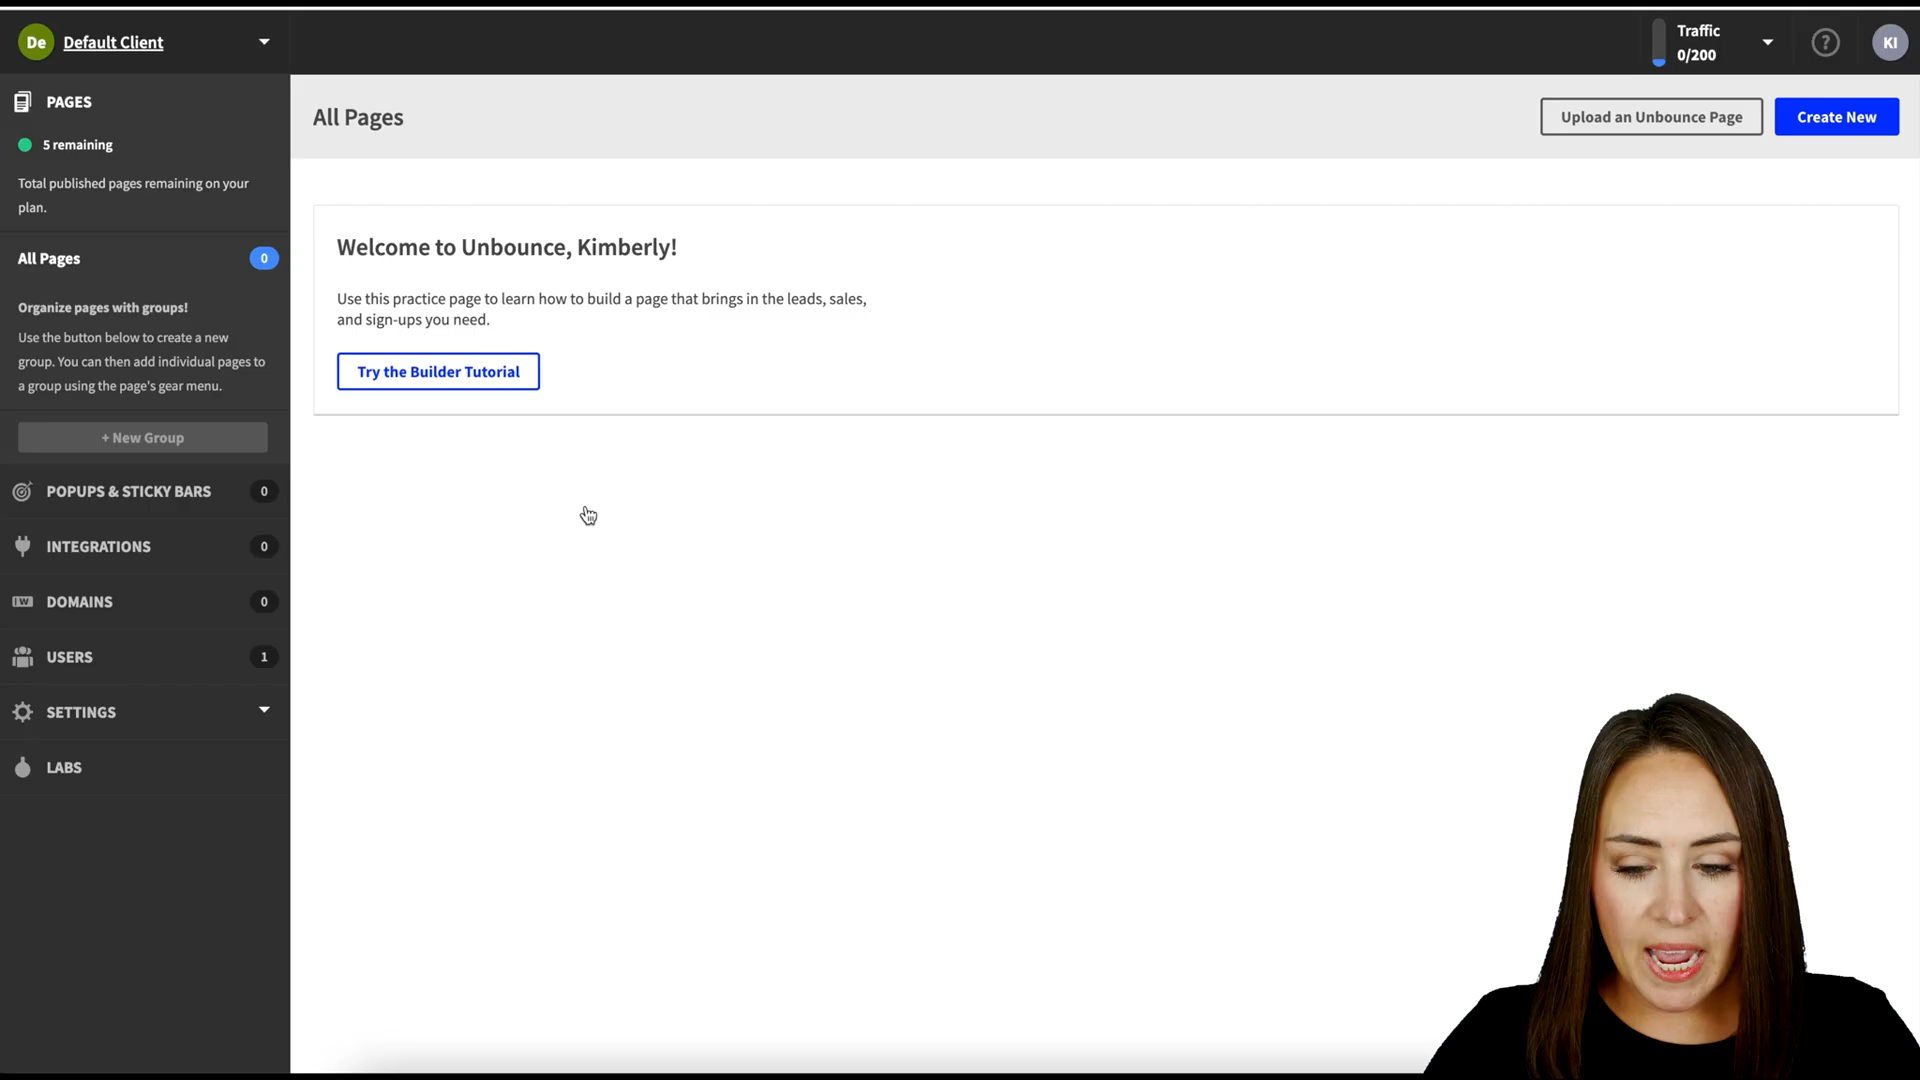 De Default Client
Traffic
0/200
?
KI
PAGES
5 remaining
Total published pages remaining on your
plan.
All Pages 0
Organize pages with groups!
Use the button below to create a new
group. You can then add individual pages to
a group using the page's gear menu.
+ New Group
POPUPS & STICKY BARS 0
INTEGRATIONS 0
DOMAINS 0
USERS 1
SETTINGS
LABS
All Pages
Upload an Unbounce Page
Create New
Welcome to Unbounce, Kimberly!
Use this practice page to learn how to build a page that brings in the leads, sales,
and sign-ups you need.
Try the Builder Tutorial